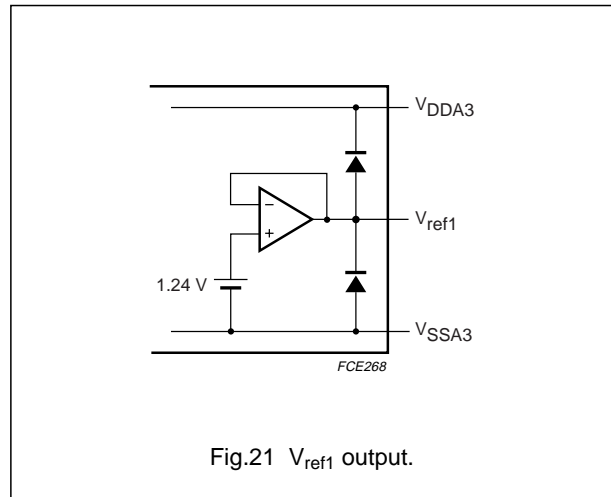 VDDA3
−
+
Vref1
1.24 V
VSSA3
FCE268
Fig.21 Vref1 output.